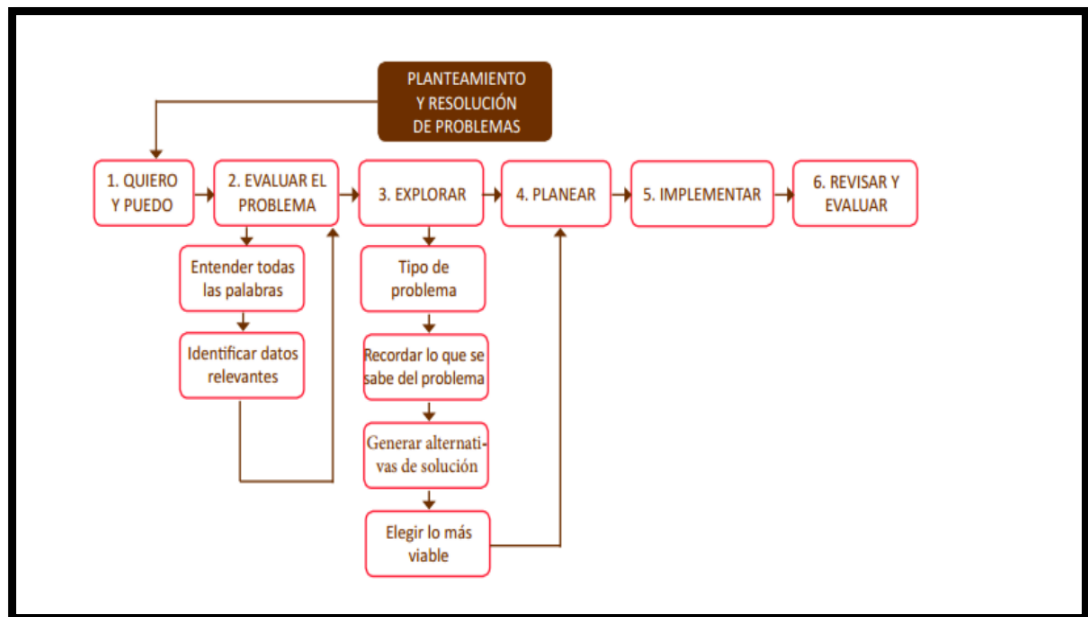 PLANTEAMIENTO
Y RESOLUCIÓN
DE PROBLEMAS
1. QUIERO
Y PUEDO
2. EVALUAR EL
PROBLEMA
3. EXPLORAR
4. PLANEAR
5. IMPLEMENTAR
6. REVISAR Y
EVALUAR
Entender todas
las palabras
Identificar datos
relevantes
Tipo de
problema
Recordar lo que se
sabe del problema
Generar alternati-
vas de solución
Elegir lo más
viable